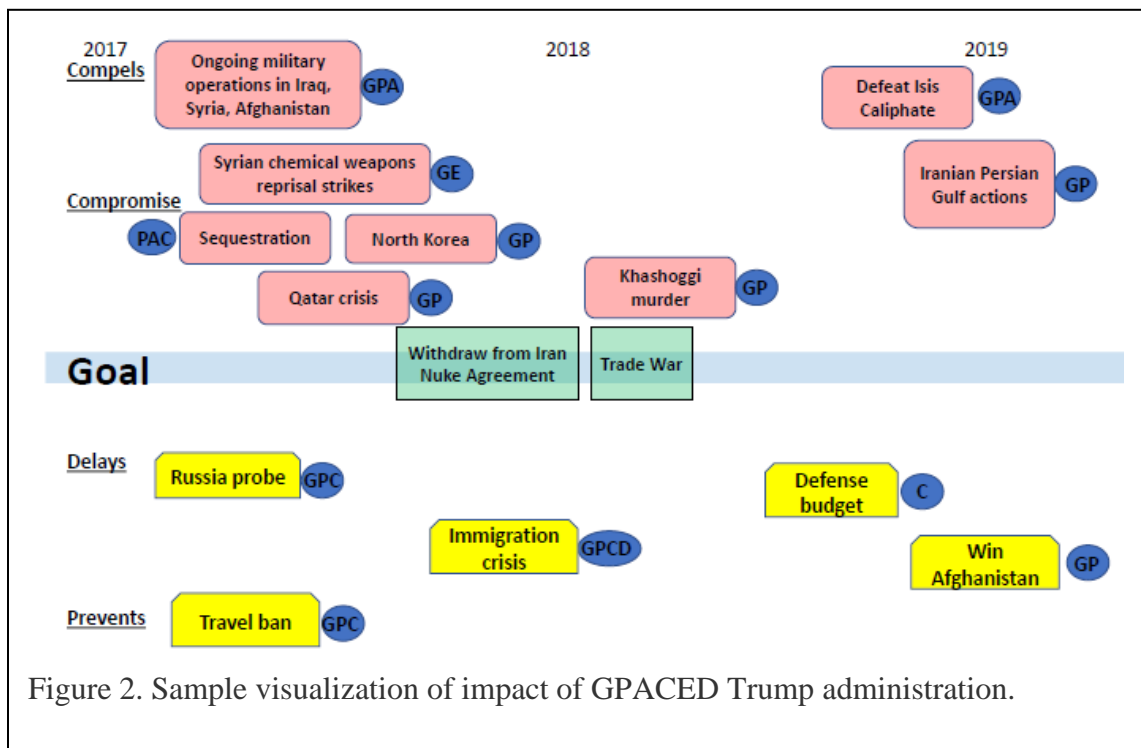 2017
2018
2019
Compels
Ongoing military
operations in Iraq,
Syria, Afghanistan
GPA
Defeat Isis
Caliphate
GPA
Syrian chemical weapons
reprisal strikes
GE
Iranian Persian
Gulf actions
GP
Compromise
PAC
Sequestration
North Korea
GP
Qatar crisis
GP
Khashoggi
murder
GP
Goal
Withdraw from Iran
Nuke Agreement
Trade War
Delays
Russia probe
GPC
Defense
budget
C
Immigration
crisis
GPCD
Win
Afghanistan
GP
Prevents
Travel ban
GPC
Figure 2. Sample visualization of impact of GPACED Trump administration.